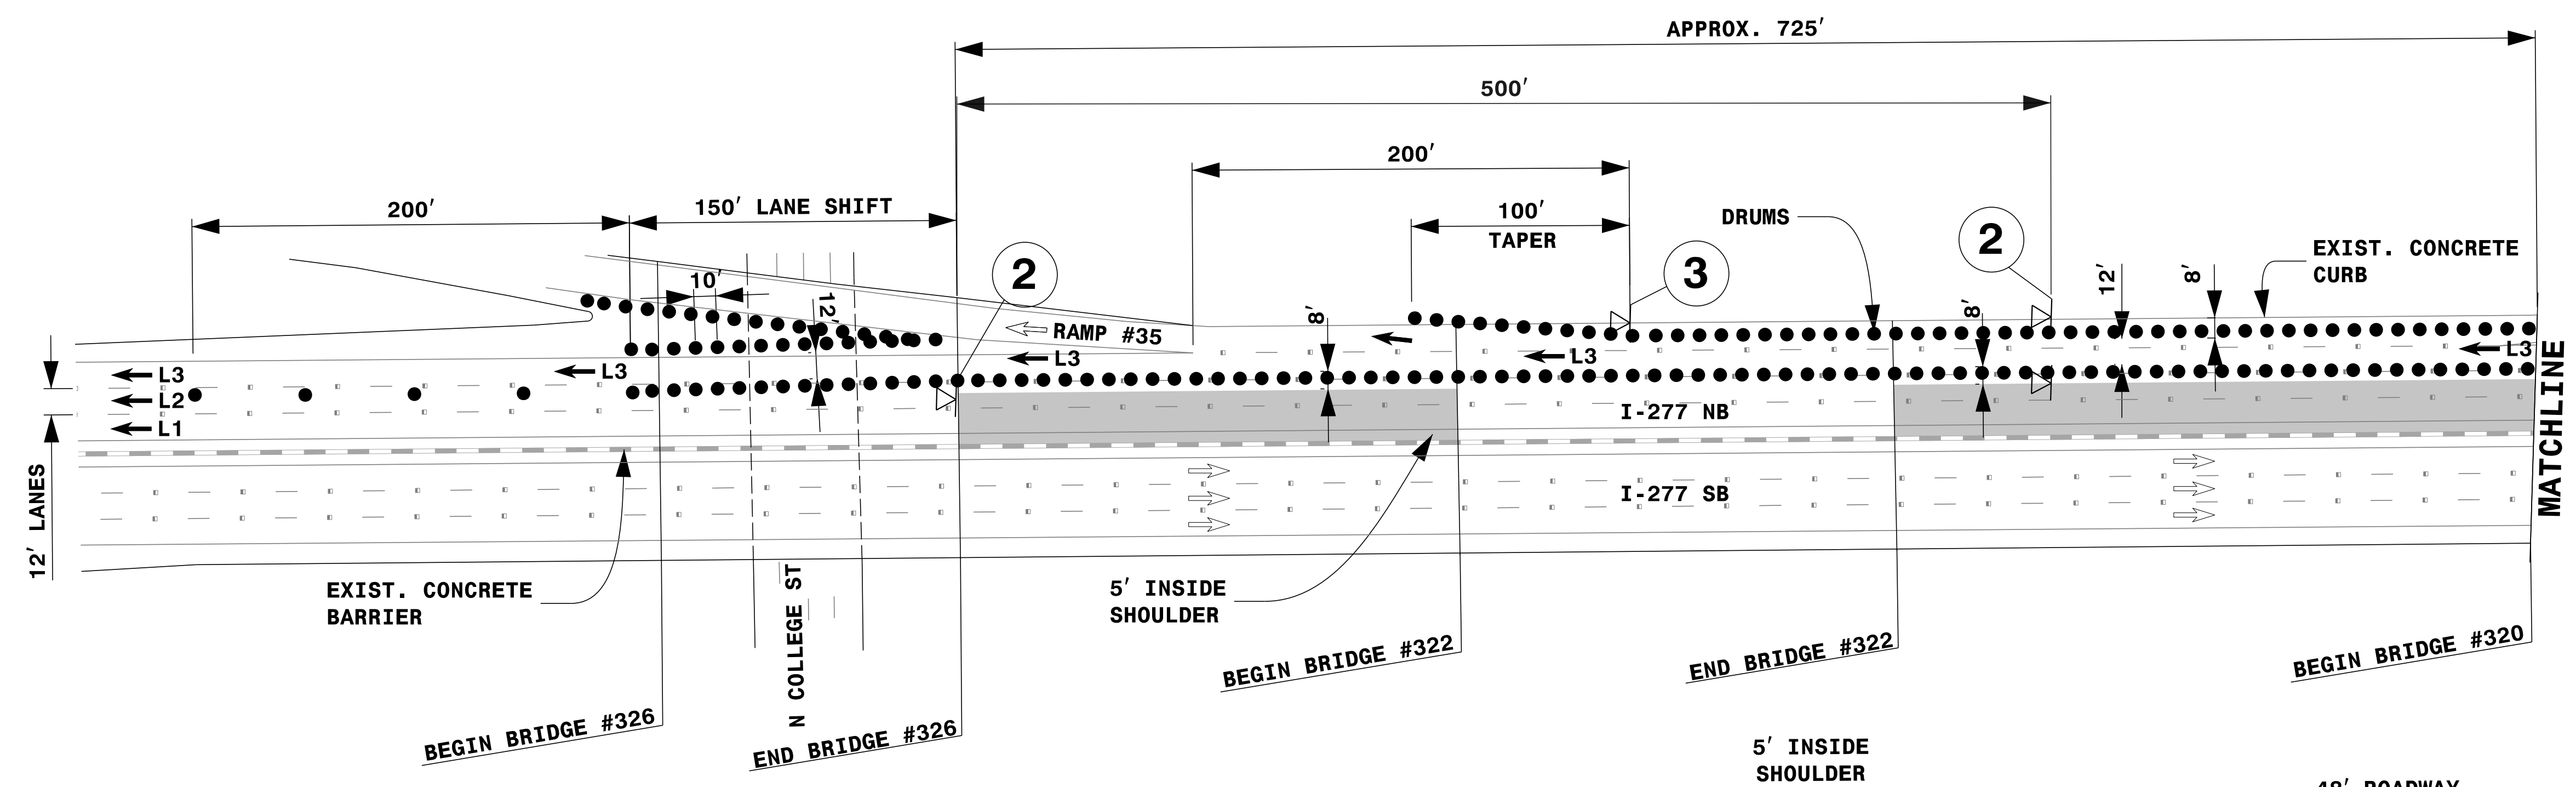 APPROX. 725′
500′
200′
200′
150′ LANE SHIFT
100′
TAPER
DRUMS
2
EXIST. CONCRETE
CURB
2
3
10′
12′
12′
8′
8′
8′
RAMP #35
L3
L3
L3
L3
L3
L2
L1
I-277 NB
I-277 SB
MATCHLINE
12′ LANES
EXIST. CONCRETE
BARRIER
N COLLEGE ST
5′ INSIDE
SHOULDER
BEGIN BRIDGE #326
END BRIDGE #326
BEGIN BRIDGE #322
END BRIDGE #322
BEGIN BRIDGE #320
5′ INSIDE
SHOULDER
48′ ROADWAY